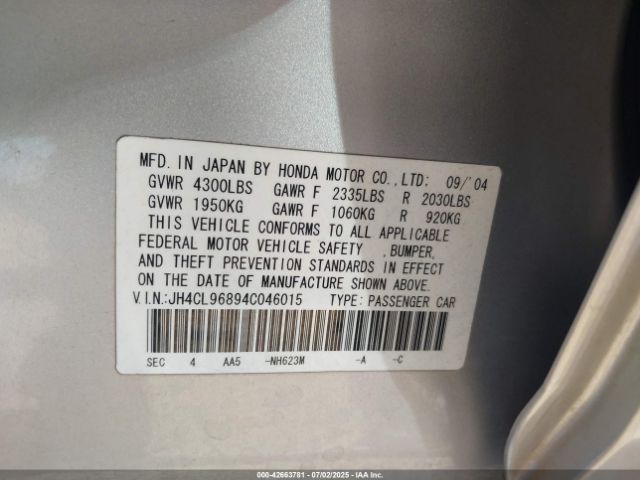 MFD. IN JAPAN BY HONDA MOTOR CO.,LTD: 09/'04
GVWR 4300LBS GAWR F 2335LBS R 2030LBS
GVWR 1950KG GAWR F 1060KG R 920KG
THIS VEHICLE CONFORMS TO ALL APPLICABLE
FEDERAL MOTOR VEHICLE SAFETY ,BUMPER,
AND THEFT PREVENTION STANDARDS IN EFFECT
ON THE DATE OF MANUFACTURE SHOWN ABOVE.
V.I.N.:JH4CL96894C046015 TYPE: PASSENGER CAR
SEC 4 AA5 -NH623M -A -C
000-42663781 - 07/02/2025 - IAA Corp.